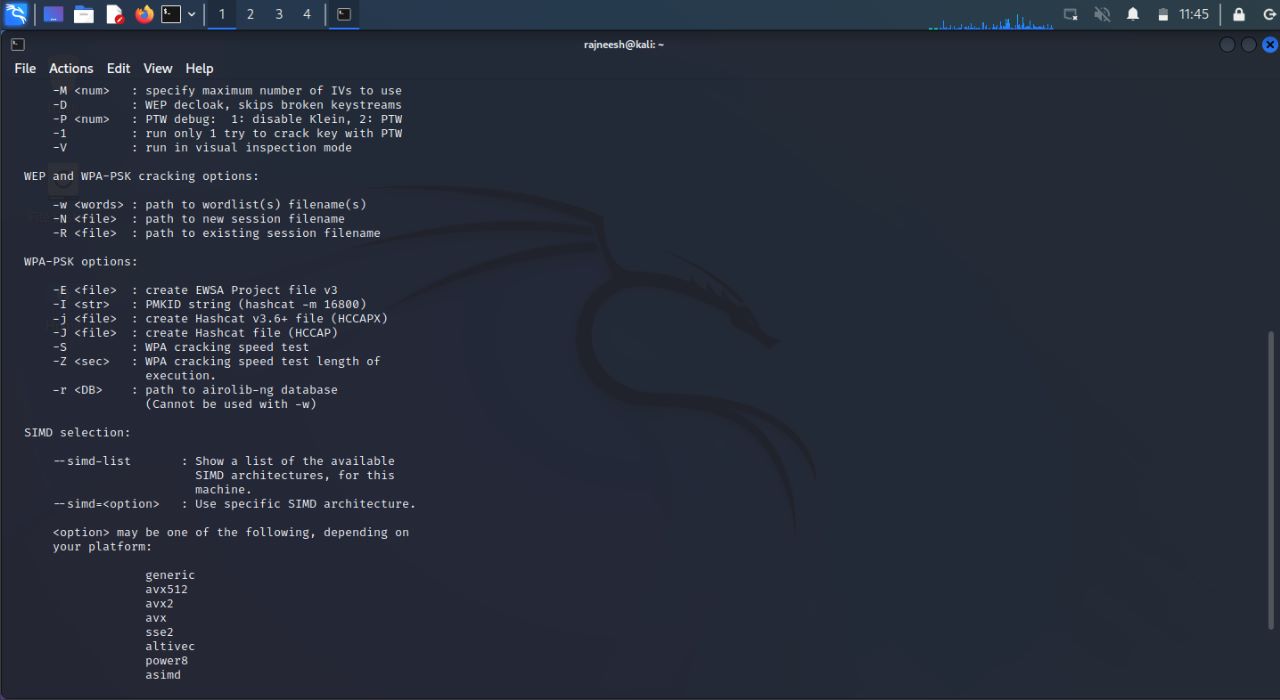 1 2 3 4 11:45
rajneesh@kali: ~
File Actions Edit View Help
-M <num> : specify maximum number of IVs to use
-D : WEP decloak, skips broken keystreams
-P <num> : PTW debug: 1: disable Klein, 2: PTW
-1 : run only 1 try to crack key with PTW
-V : run in visual inspection mode
WEP and WPA-PSK cracking options:
-w <words> : path to wordlist(s) filename(s)
-N <file> : path to new session filename
-R <file> : path to existing session filename
WPA-PSK options:
-E <file> : create EWSA Project file v3
-I <str> : PMKID string (hashcat -m 16800)
-j <file> : create Hashcat v3.6+ file (HCCAPX)
-J <file> : create Hashcat file (HCCAP)
-S : WPA cracking speed test
-Z <sec> : WPA cracking speed test length of
execution.
-r <DB> : path to airolib-ng database
(Cannot be used with -w)
SIMD selection:
--simd-list : Show a list of the available
SIMD architectures, for this
machine.
--simd=<option> : Use specific SIMD architecture.
<option> may be one of the following, depending on
your platform:
generic
avx512
avx2
avx
sse2
altivec
power8
asimd